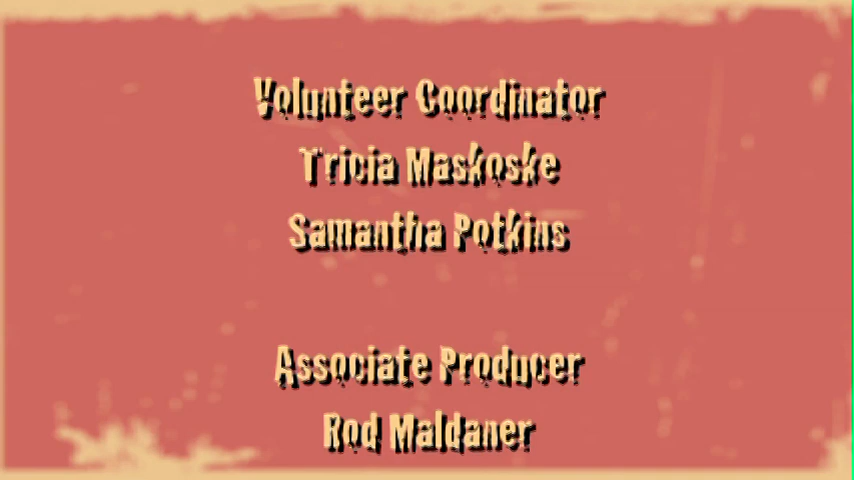 Volunteer Coordinator
Tricia Maskoske
Samantha Potkins
Associate Producer
Rod Maldaner